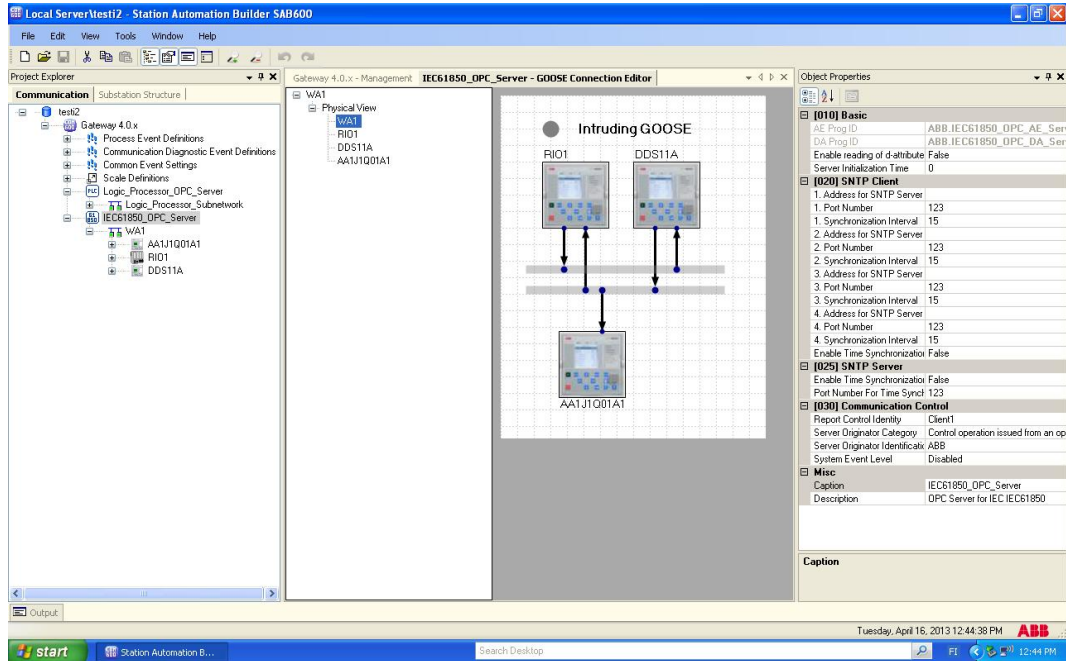 Local Server\testi2 - Station Automation Builder SAB600
File Edit View Tools Window Help
Project Explorer
Communication Substation Structure
testi2
Gateway 4.0.x
Process Event Definitions
Communication Diagnostic Event Definitions
Common Event Settings
Scale Definitions
Logic_Processor_OPC_Server
Logic_Processor_Subnetwork
IEC61850_OPC_Server
WA1
AA1J1Q01A1
RIO1
DDS11A
Gateway 4.0.x - Management IEC61850_OPC_Server - GOOSE Connection Editor
WA1
Physical View
WA1
RIO1
DDS11A
AA1J1Q01A1
Intruding GOOSE
RIO1 DDS11A
AA1J1Q01A1
Object Properties
[010] Basic
AE Prog ID ABB.IEC61850_OPC_AE_Serv
DA Prog ID ABB.IEC61850_OPC_DA_Ser
Enable reading of d-attribute False
Server Initialization Time 0
[020] SNTP Client
1. Address for SNTP Server
1. Port Number 123
1. Synchronization Interval 15
2. Address for SNTP Server
2. Port Number 123
2. Synchronization Interval 15
3. Address for SNTP Server
3. Port Number 123
3. Synchronization Interval 15
4. Address for SNTP Server
4. Port Number 123
4. Synchronization Interval 15
Enable Time Synchronization False
[025] SNTP Server
Enable Time Synchronization False
Port Number For Time Synch 123
[030] Communication Control
Report Control Identity Client1
Server Originator Category Control operation issued from an op
Server Originator Identificatic ABB
System Event Level Disabled
Misc
Caption IEC61850_OPC_Server
Description OPC Server for IEC IEC61850
Caption
Output
Tuesday, April 16, 2013 12:44:38 PM ABB
start Station Automation B... Search Desktop FI 12:44 PM